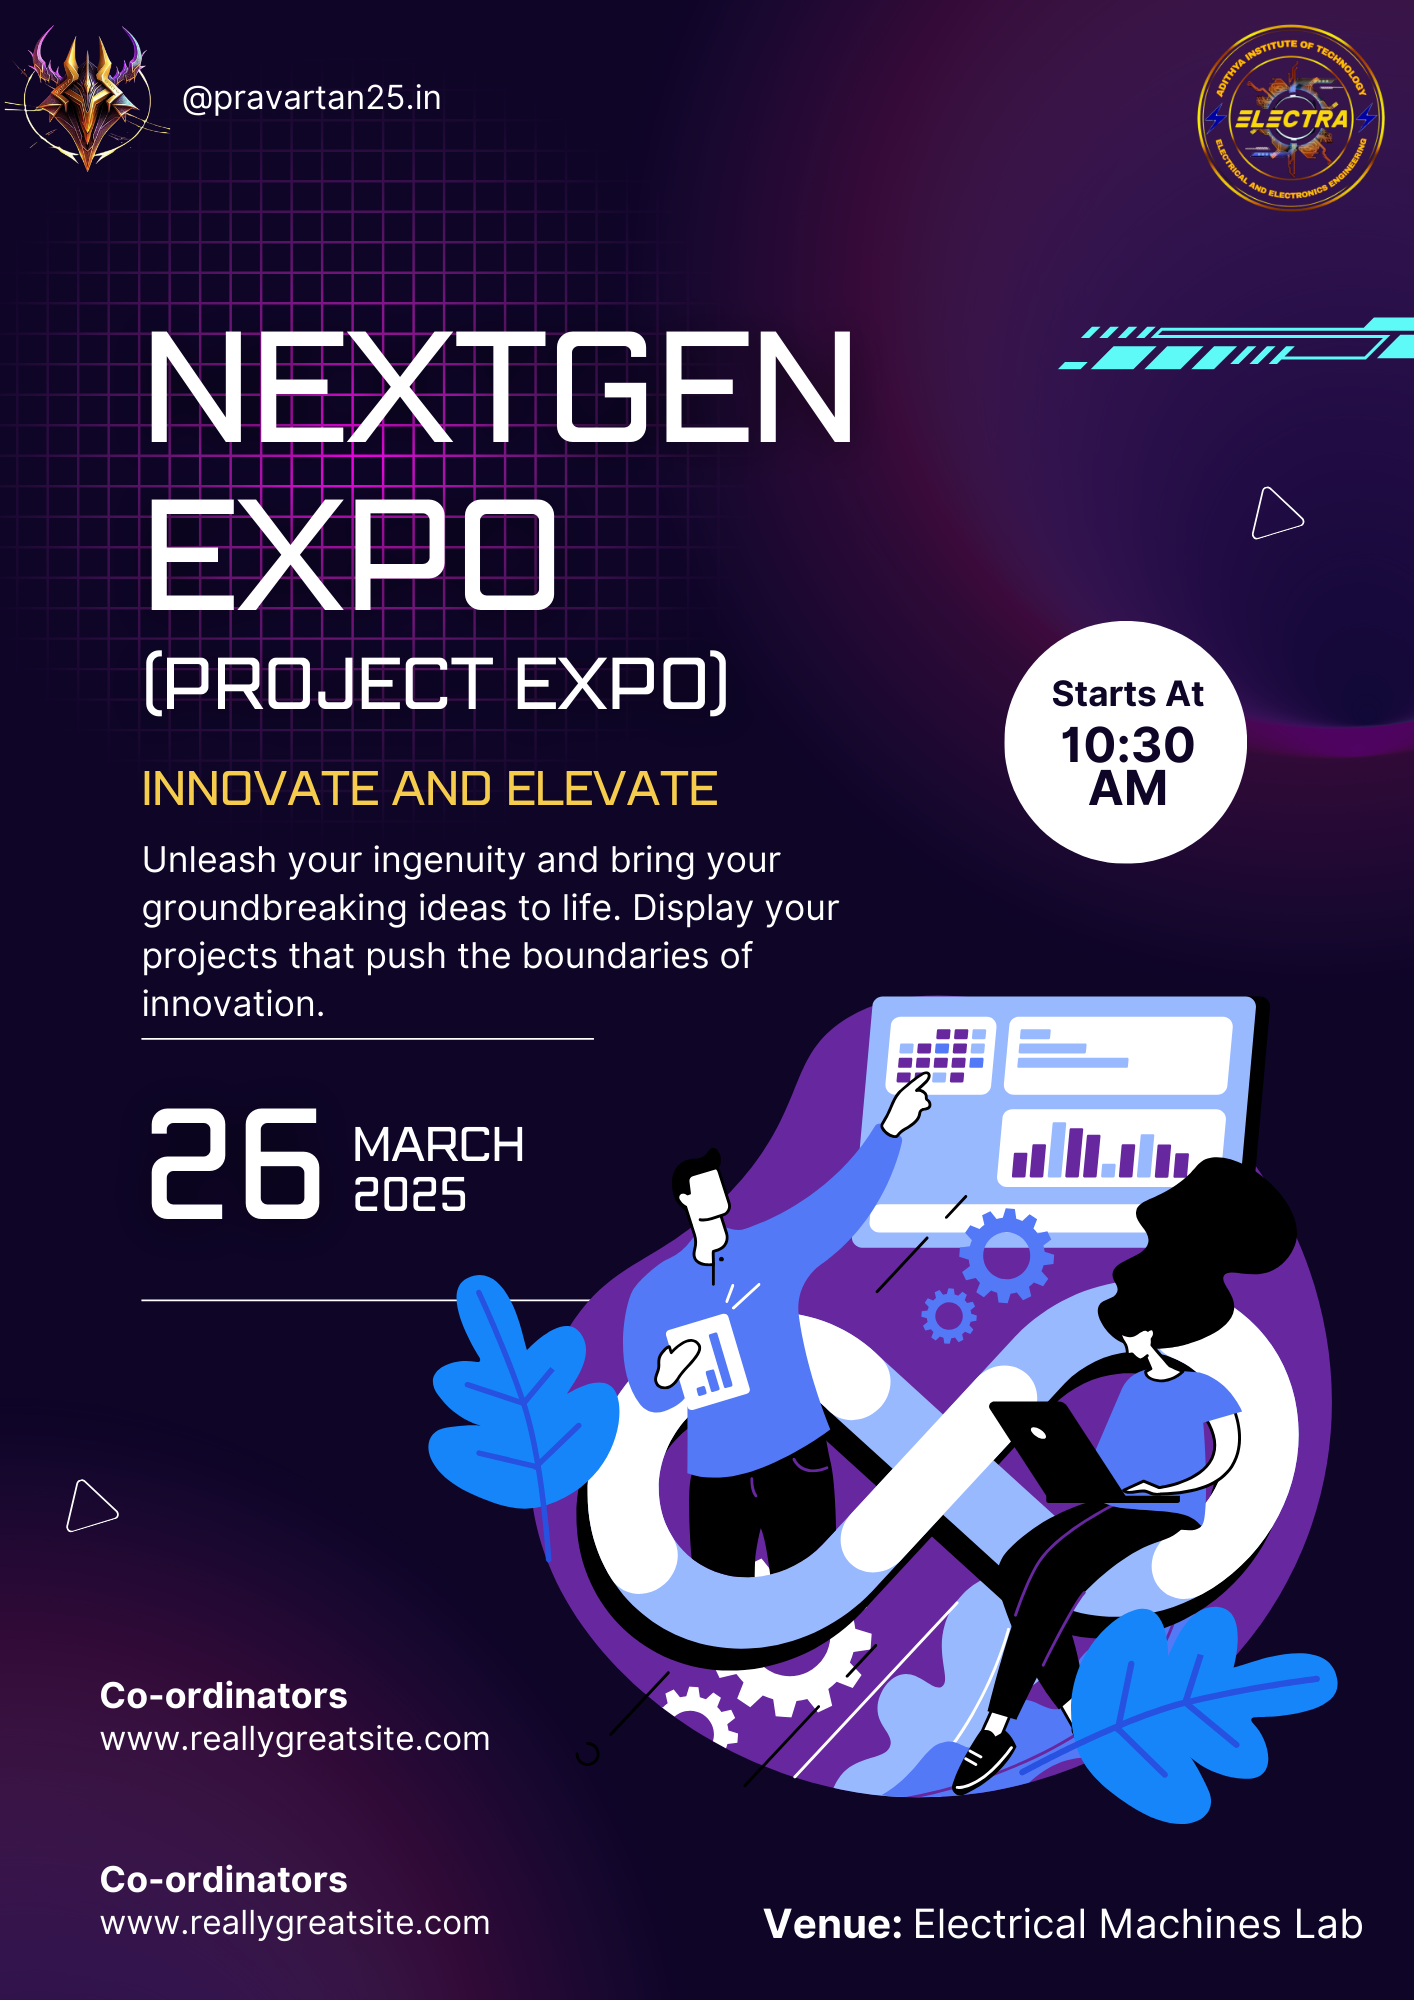 @pravartan25.in
ADITHYA INSTITUTE OF TECHNOLOGY
ELECTRA
ELECTRICAL AND ELECTRONICS ENGINEERING
NEXTGEN
EXPO
(PROJECT EXPO)
Starts At
10:30
AM
INNOVATE AND ELEVATE
Unleash your ingenuity and bring your
groundbreaking ideas to life. Display your
projects that push the boundaries of
innovation.
26
MARCH
2025
Co-ordinators
www.reallygreatsite.com
Co-ordinators
www.reallygreatsite.com
Venue: Electrical Machines Lab